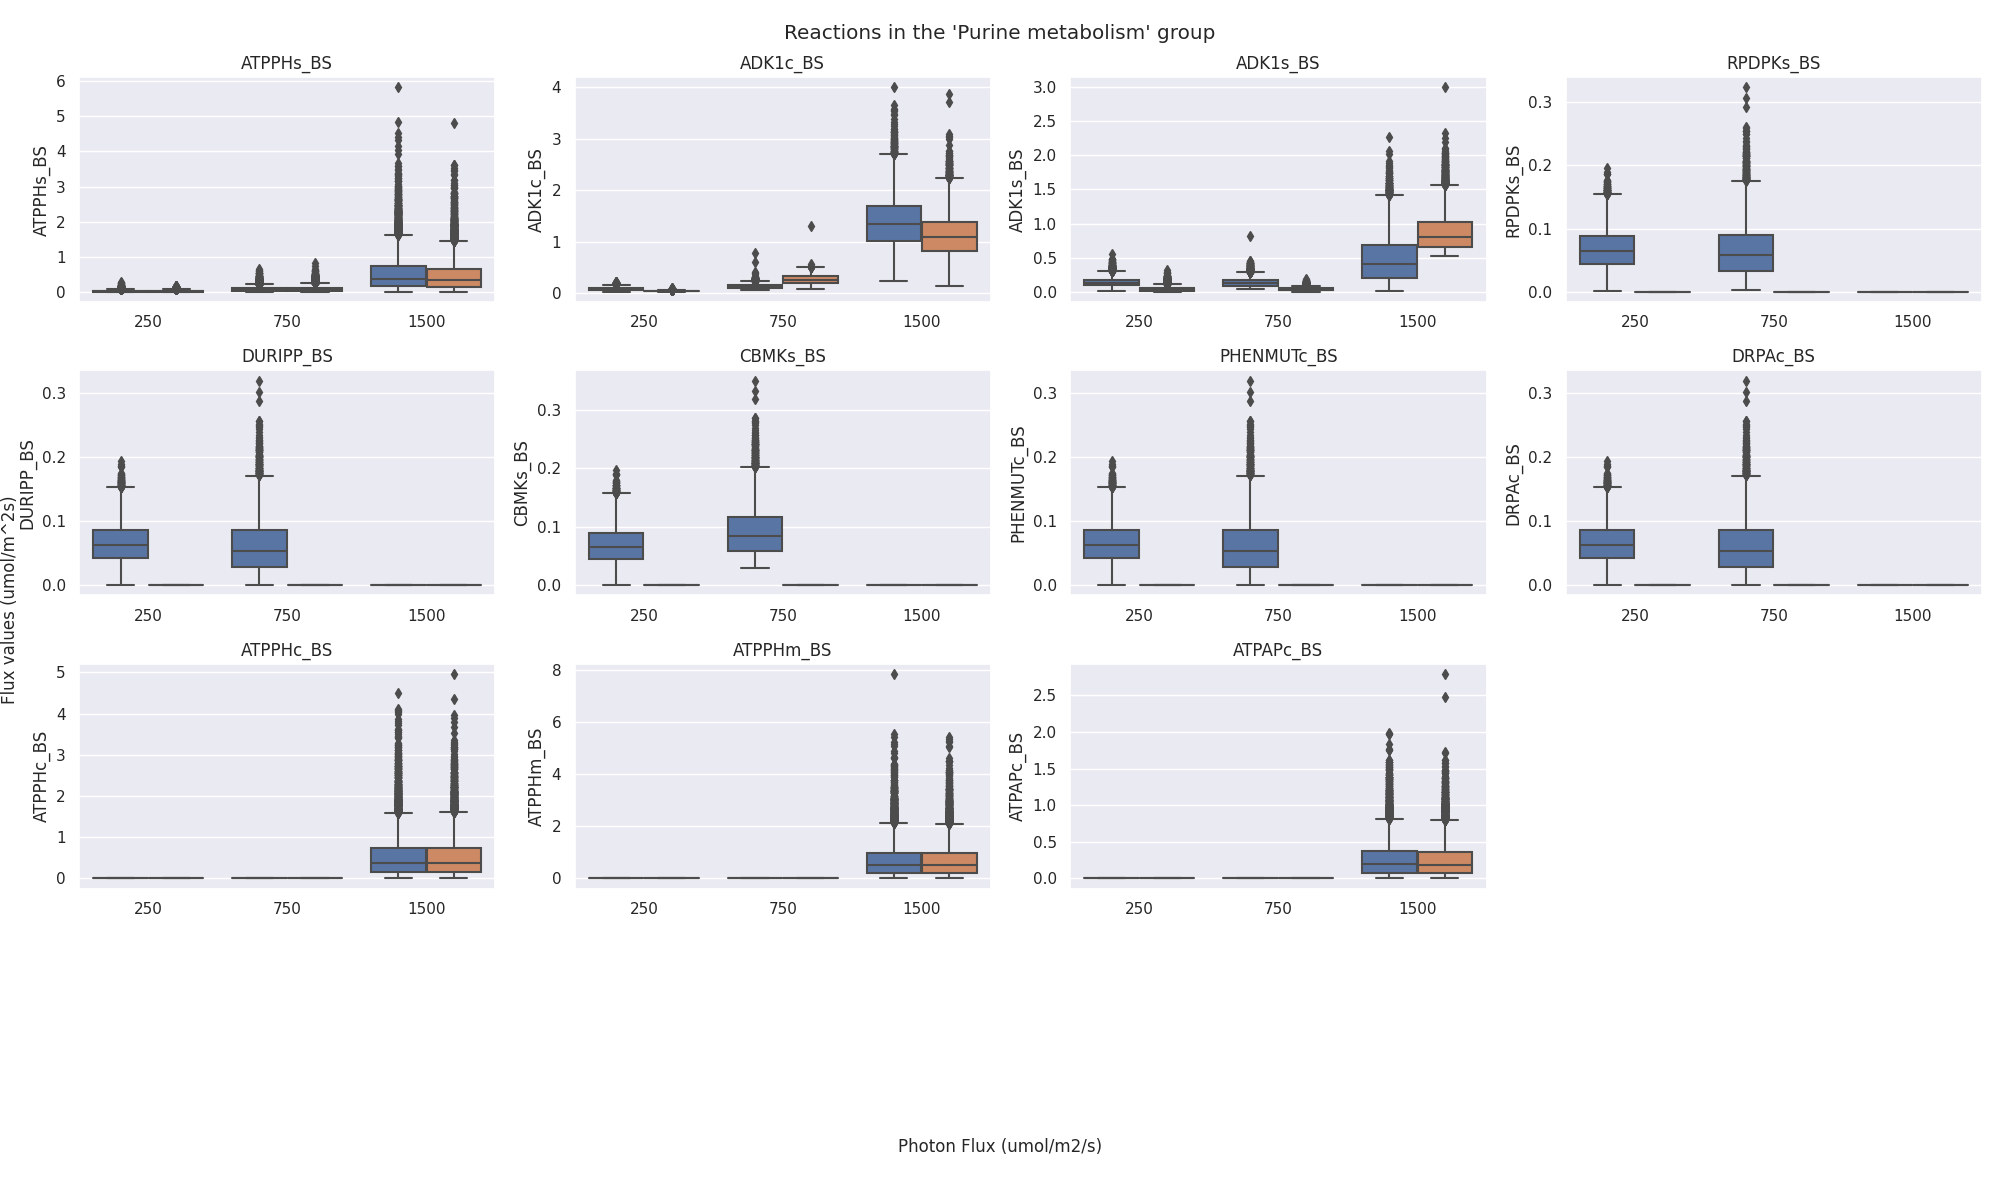 Reactions in the 'Purine metabolism' group
ATPPHs_BS
ADK1c_BS
ADK1s_BS
RPDPKs_BS
ATPPHs_BS
6
5
4
3
2
1
0
250 750 1500
ADK1c_BS
4
3
2
1
0
250 750 1500
ADK1s_BS
3.0
2.5
2.0
1.5
1.0
0.5
0.0
250 750 1500
RPDPKs_BS
0.3
0.2
0.1
0.0
250 750 1500
DURIPP_BS
CBMKs_BS
PHENMUTc_BS
DRPAc_BS
Flux values (umol/m^2s)
DURIPP_BS
0.3
0.2
0.1
0.0
250 750 1500
CBMKs_BS
0.3
0.2
0.1
0.0
250 750 1500
PHENMUTc_BS
0.3
0.2
0.1
0.0
250 750 1500
DRPAc_BS
0.3
0.2
0.1
0.0
250 750 1500
ATPPHc_BS
ATPPHm_BS
ATPAPc_BS
ATPPHc_BS
5
4
3
2
1
0
250 750 1500
ATPPHm_BS
8
6
4
2
0
250 750 1500
ATPAPc_BS
2.5
2.0
1.5
1.0
0.5
0.0
250 750 1500
Photon Flux (umol/m2/s)